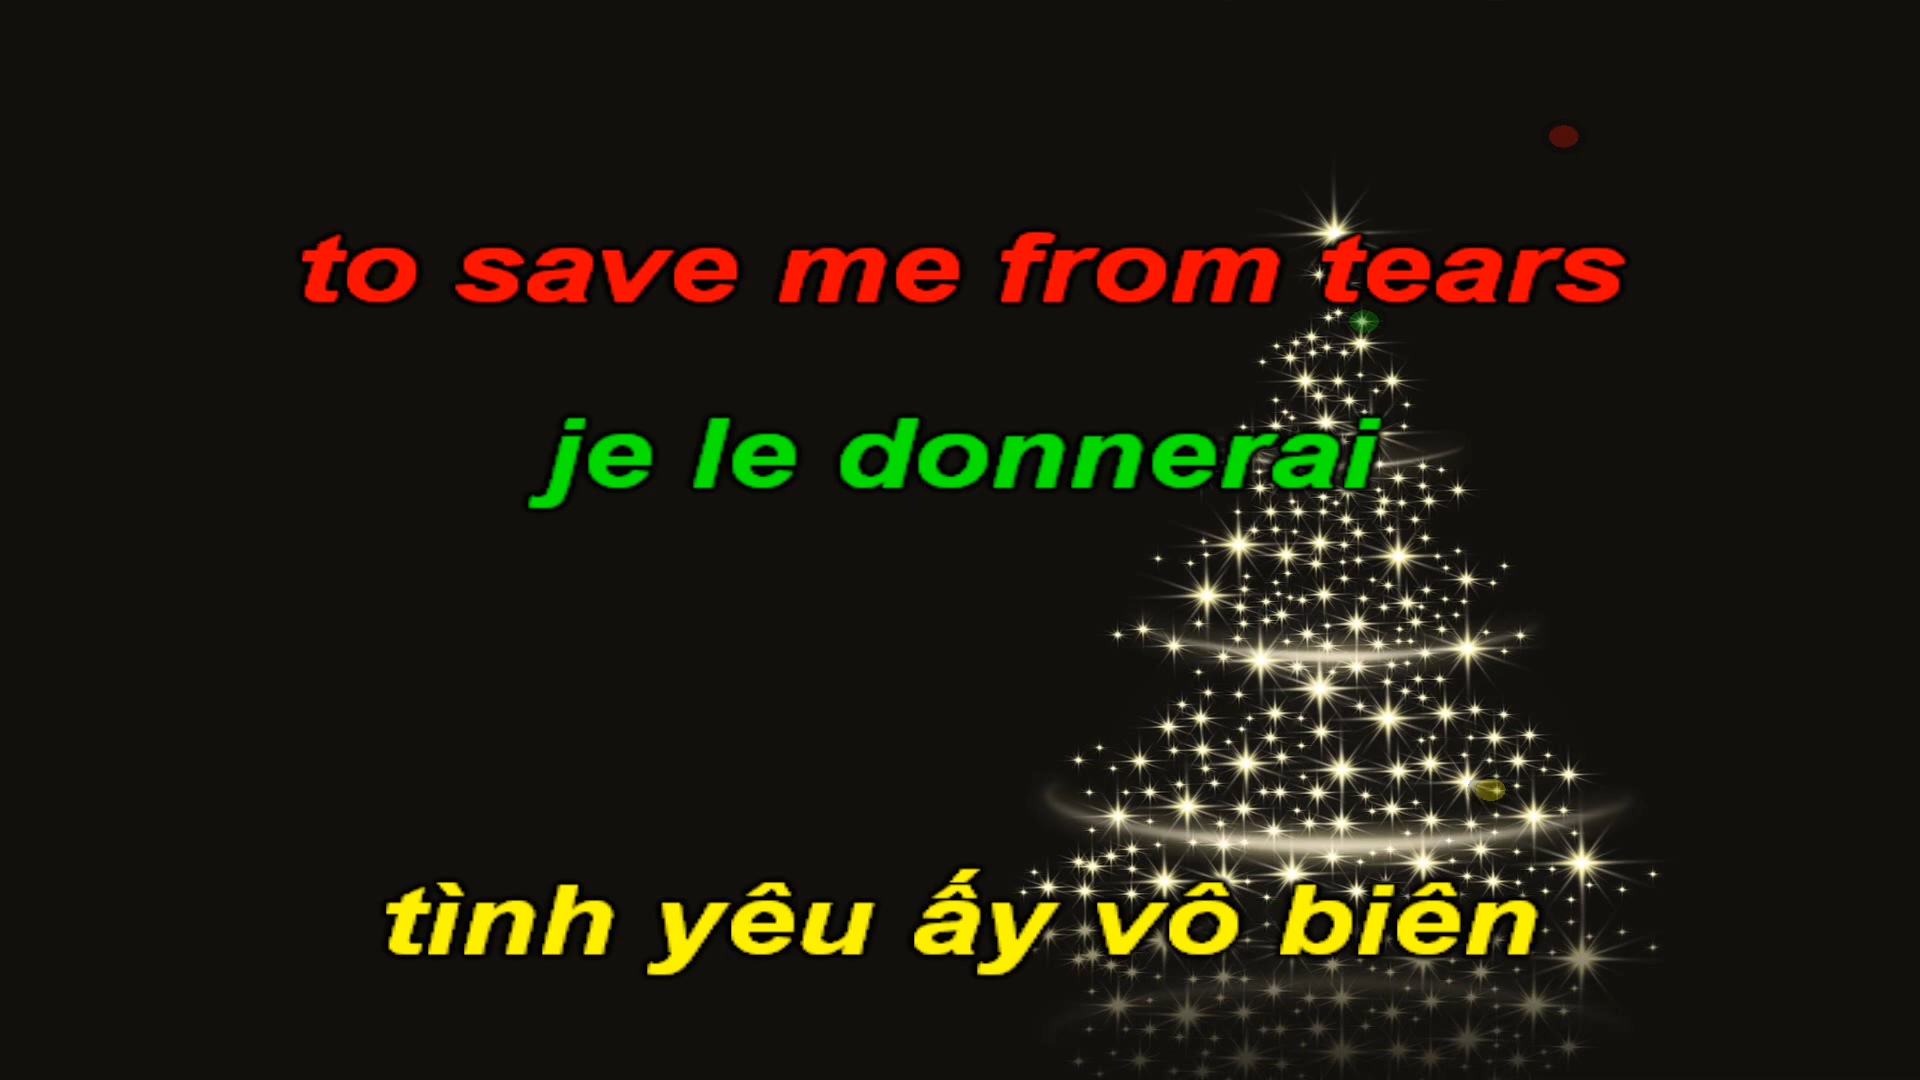 to save me from tears
je le donnerai
tình yêu ấy vô biên